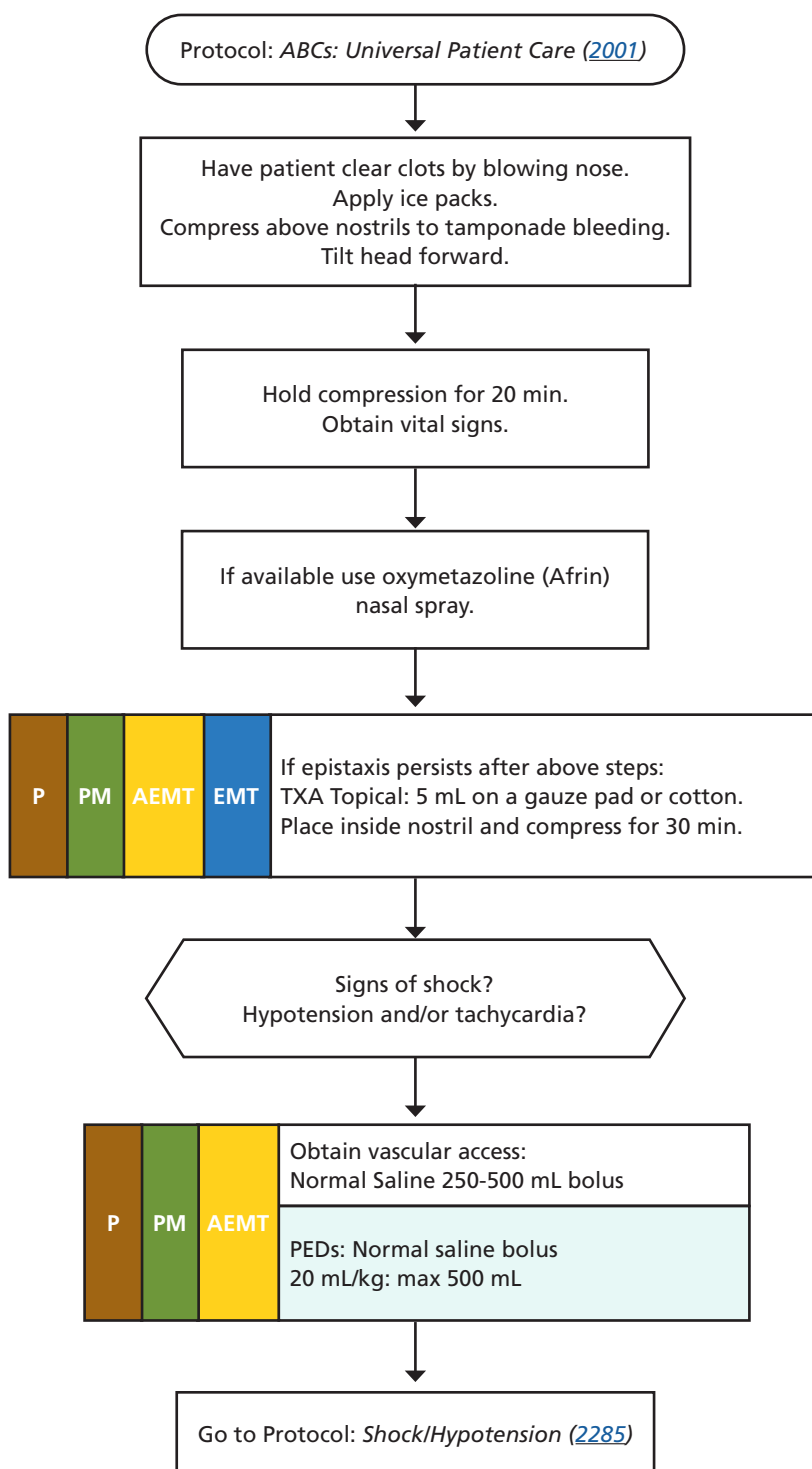 Protocol: ABCs: Universal Patient Care (2001)
Have patient clear clots by blowing nose.
Apply ice packs.
Compress above nostrils to tamponade bleeding.
Tilt head forward.
Hold compression for 20 min.
Obtain vital signs.
If available use oxymetazoline (Afrin)
nasal spray.
P PM AEMT EMT
If epistaxis persists after above steps:
TXA Topical: 5 mL on a gauze pad or cotton.
Place inside nostril and compress for 30 min.
Signs of shock?
Hypotension and/or tachycardia?
P PM AEMT
Obtain vascular access:
Normal Saline 250-500 mL bolus
PEDs: Normal saline bolus
20 mL/kg: max 500 mL
Go to Protocol: Shock/Hypotension (2285)